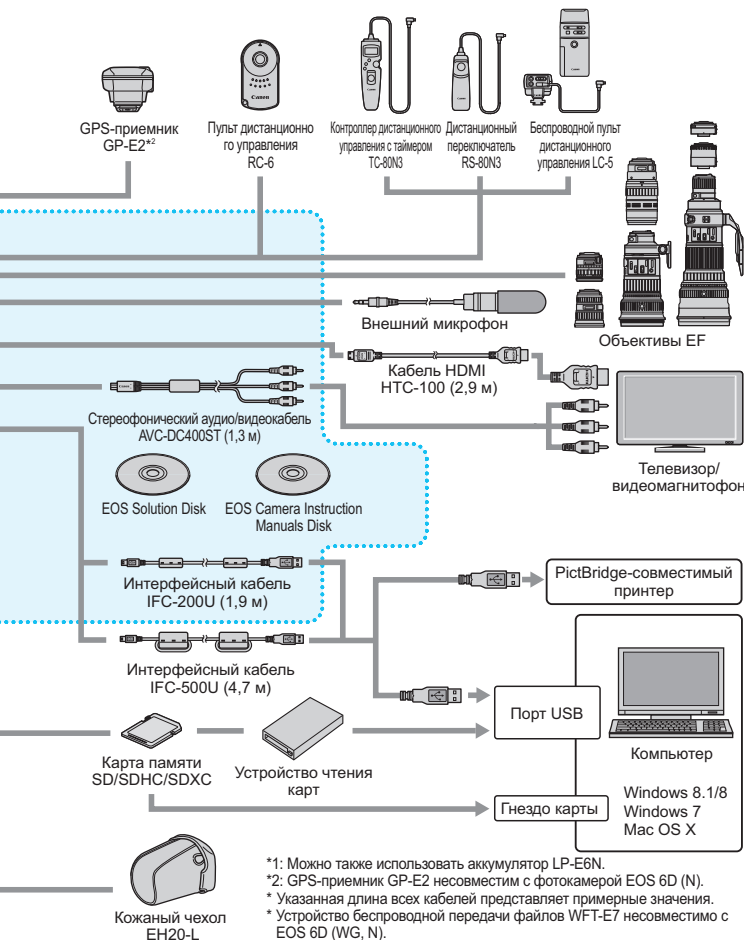 GPS-приемник
GP-E2*2
Пульт дистанционно
го управления
RC-6
Контроллер дистанционного
управления с таймером
TC-80N3
Дистанционный
переключатель
RS-80N3
Беспроводной пульт
дистанционного
управления LC-5
Объективы EF
Внешний микрофон
Кабель HDMI
HTC-100 (2,9 м)
Стереофонический аудио/видеокабель
AVC-DC400ST (1,3 м)
Телевизор/
видеомагнитофон
EOS Solution Disk
EOS Camera Instruction
Manuals Disk
Интерфейсный кабель
IFC-200U (1,9 м)
PictBridge-совместимый
принтер
Интерфейсный кабель
IFC-500U (4,7 м)
Порт USB
Компьютер
Карта памяти
SD/SDHC/SDXC
Устройство чтения
карт
Гнездо карты
Windows 8.1/8
Windows 7
Mac OS X
Кожаный чехол
EH20-L
*1: Можно также использовать аккумулятор LP-E6N.
*2: GPS-приемник GP-E2 несовместим с фотокамерой EOS 6D (N).
* Указанная длина всех кабелей представляет примерные значения.
* Устройство беспроводной передачи файлов WFT-E7 несовместимо с
EOS 6D (WG, N).